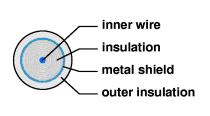 inner wire
insulation
metal shield
outer insulation